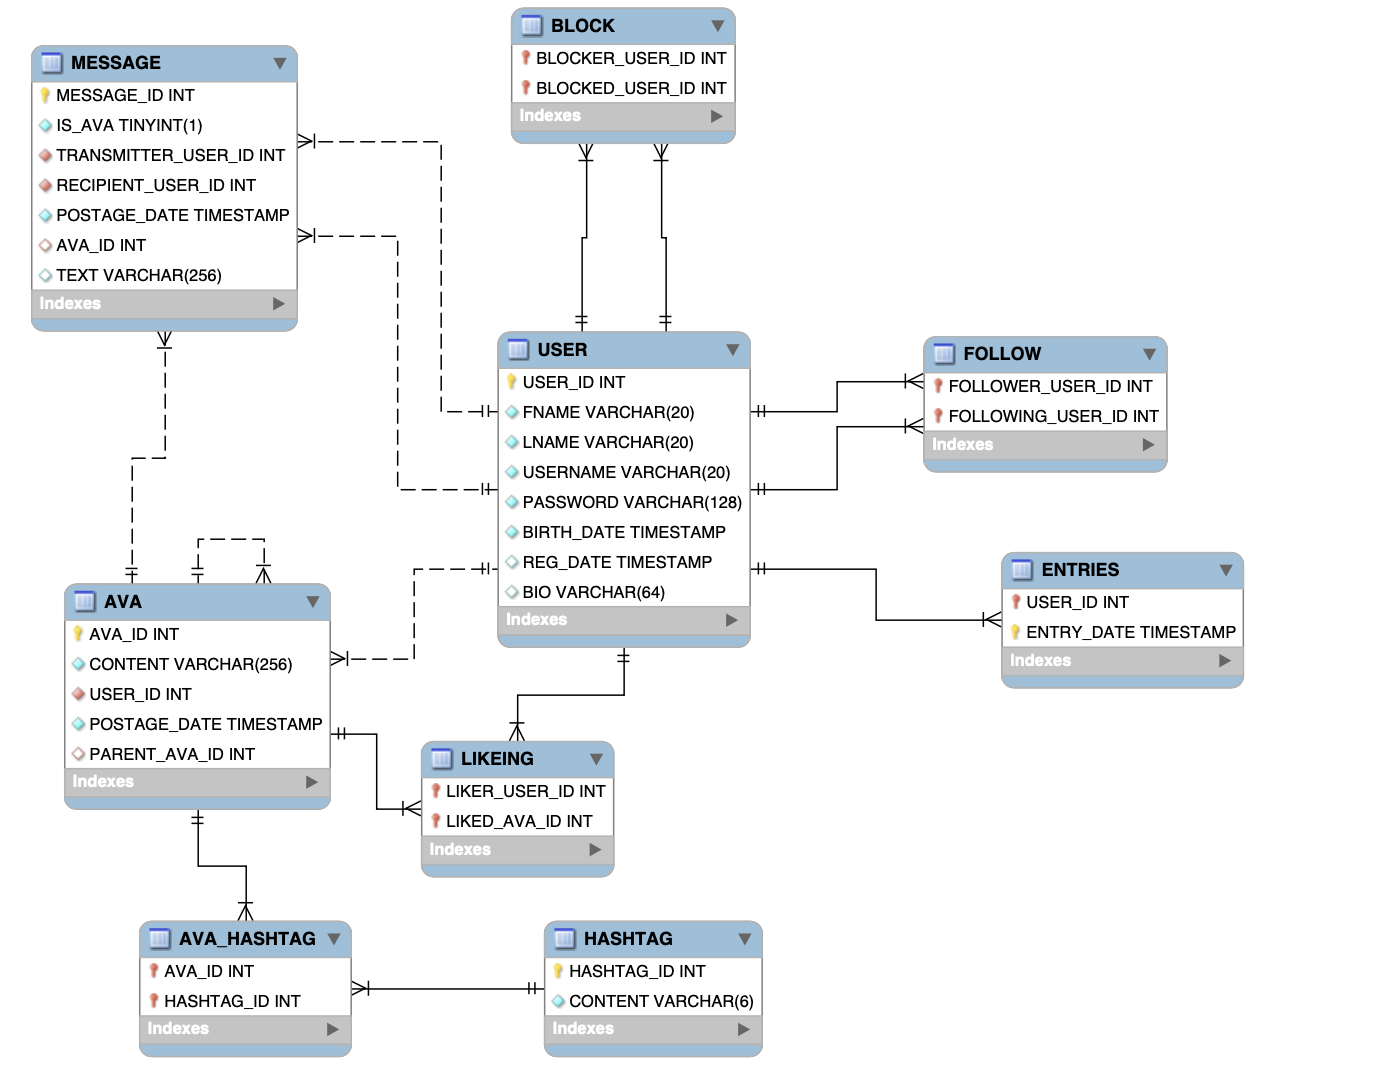 BLOCK
BLOCKER_USER_ID INT
BLOCKED_USER_ID INT
Indexes
MESSAGE
MESSAGE_ID INT
IS_AVA TINYINT(1)
TRANSMITTER_USER_ID INT
RECIPIENT_USER_ID INT
POSTAGE_DATE TIMESTAMP
AVA_ID INT
TEXT VARCHAR(256)
Indexes
USER
USER_ID INT
FNAME VARCHAR(20)
LNAME VARCHAR(20)
USERNAME VARCHAR(20)
PASSWORD VARCHAR(128)
BIRTH_DATE TIMESTAMP
REG_DATE TIMESTAMP
BIO VARCHAR(64)
Indexes
FOLLOW
FOLLOWER_USER_ID INT
FOLLOWING_USER_ID INT
Indexes
ENTRIES
USER_ID INT
ENTRY_DATE TIMESTAMP
Indexes
AVA
AVA_ID INT
CONTENT VARCHAR(256)
USER_ID INT
POSTAGE_DATE TIMESTAMP
PARENT_AVA_ID INT
Indexes
LIKEING
LIKER_USER_ID INT
LIKED_AVA_ID INT
Indexes
AVA_HASHTAG
AVA_ID INT
HASHTAG_ID INT
Indexes
HASHTAG
HASHTAG_ID INT
CONTENT VARCHAR(6)
Indexes